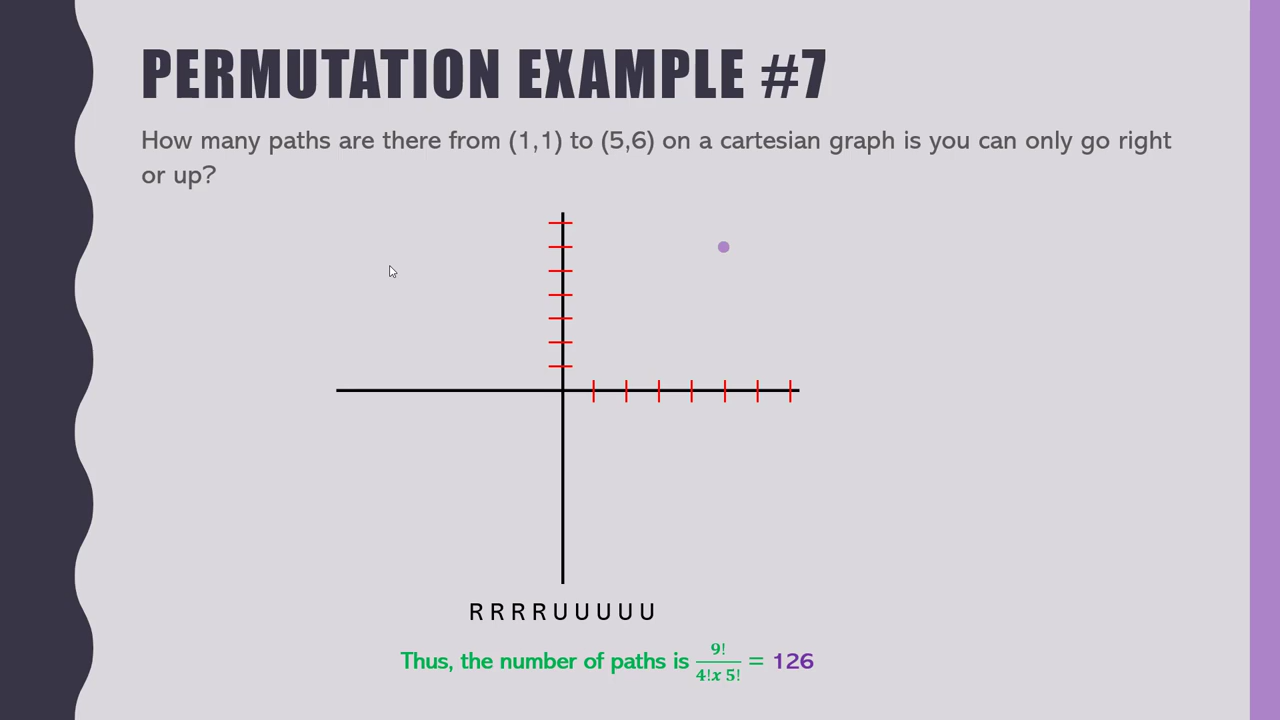 PERMUTATION EXAMPLE #7
How many paths are there from (1,1) to (5,6) on a cartesian graph is you can only go right
or up?
R R R R U U U U U
Thus, the number of paths is 9!/4!x 5! = 126